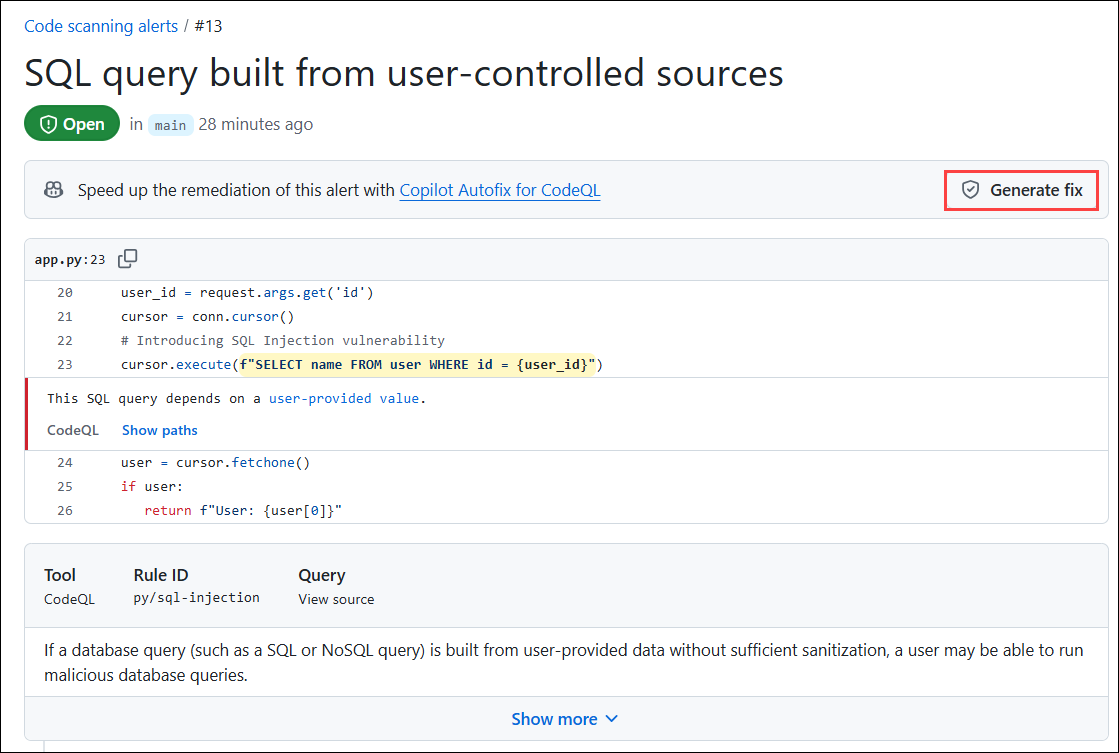 Code scanning alerts / #13
SQL query built from user-controlled sources
Open in main 28 minutes ago
Speed up the remediation of this alert with Copilot Autofix for CodeQL Generate fix
app.py:23
20 user_id = request.args.get('id')
21 cursor = conn.cursor()
22 # Introducing SQL Injection vulnerability
23 cursor.execute(f"SELECT name FROM user WHERE id = {user_id}")
This SQL query depends on a user-provided value.
CodeQL Show paths
24 user = cursor.fetchone()
25 if user:
26 return f"User: {user[0]}"
Tool Rule ID Query
CodeQL py/sql-injection View source
If a database query (such as a SQL or NoSQL query) is built from user-provided data without sufficient sanitization, a user may be able to run
malicious database queries.
Show more